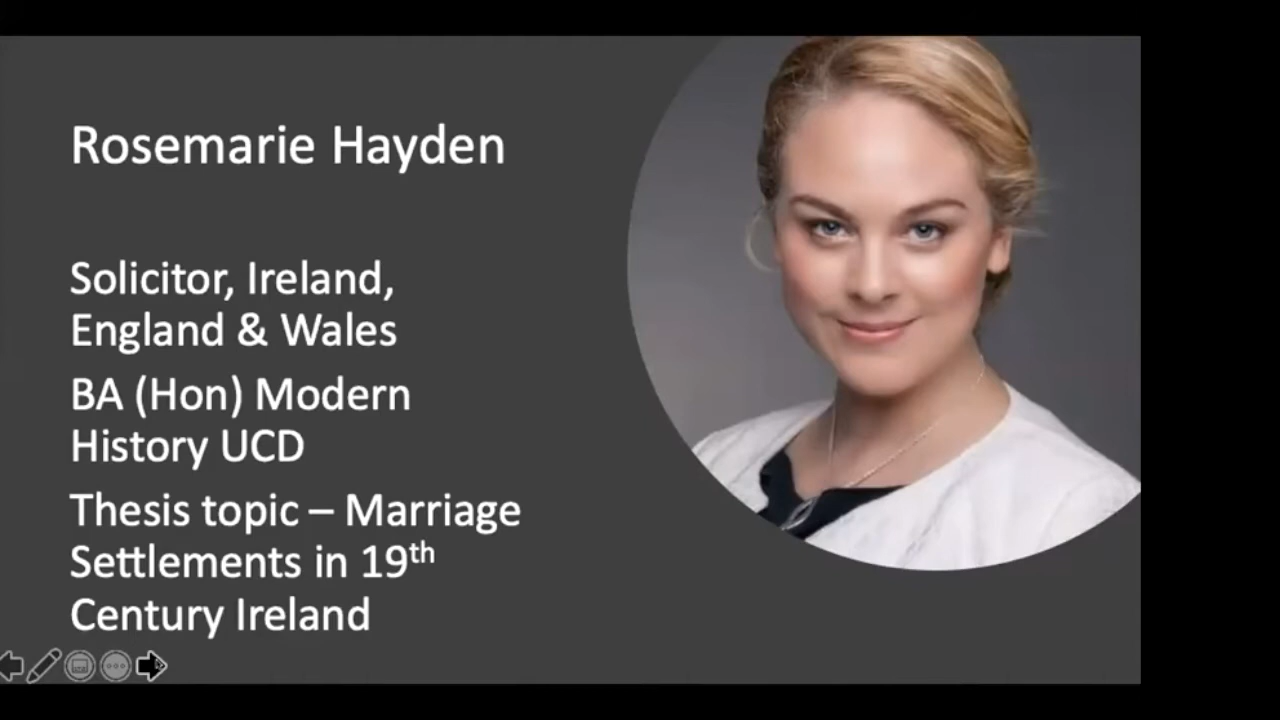 Rosemarie Hayden
Solicitor, Ireland,
England & Wales
BA (Hon) Modern
History UCD
Thesis topic – Marriage
Settlements in 19th
Century Ireland